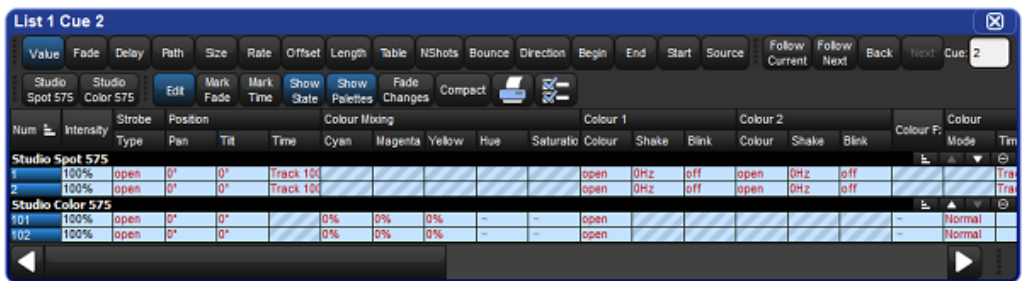 List 1 Cue 2
Value Fade Delay Path Size Rate Offset Length Table NShots Bounce Direction Begin End Start Source Follow Current Follow Next Back Next Cue: 2
Studio Spot 575 Studio Color 575 Edit Mark Fade Mark Time Show State Show Palettes Fade Changes Compact
Num Intensity Strobe Position Colour Mixing Colour 1 Colour 2 Colour F: Colour
Type Pan Tilt Time Cyan Magenta Yellow Hue Saturatio Colour Shake Blink Colour Shake Blink Mode Tim
Studio Spot 575
1 100% open 0° 0° Track 100 open 0Hz off open 0Hz off Tra
2 100% open 0° 0° Track 100 open 0Hz off open 0Hz off Tra
Studio Color 575
101 100% open 0° 0° 0% 0% 0% ~ ~ open ~ Normal
102 100% open 0° 0° 0% 0% 0% ~ ~ open ~ Normal